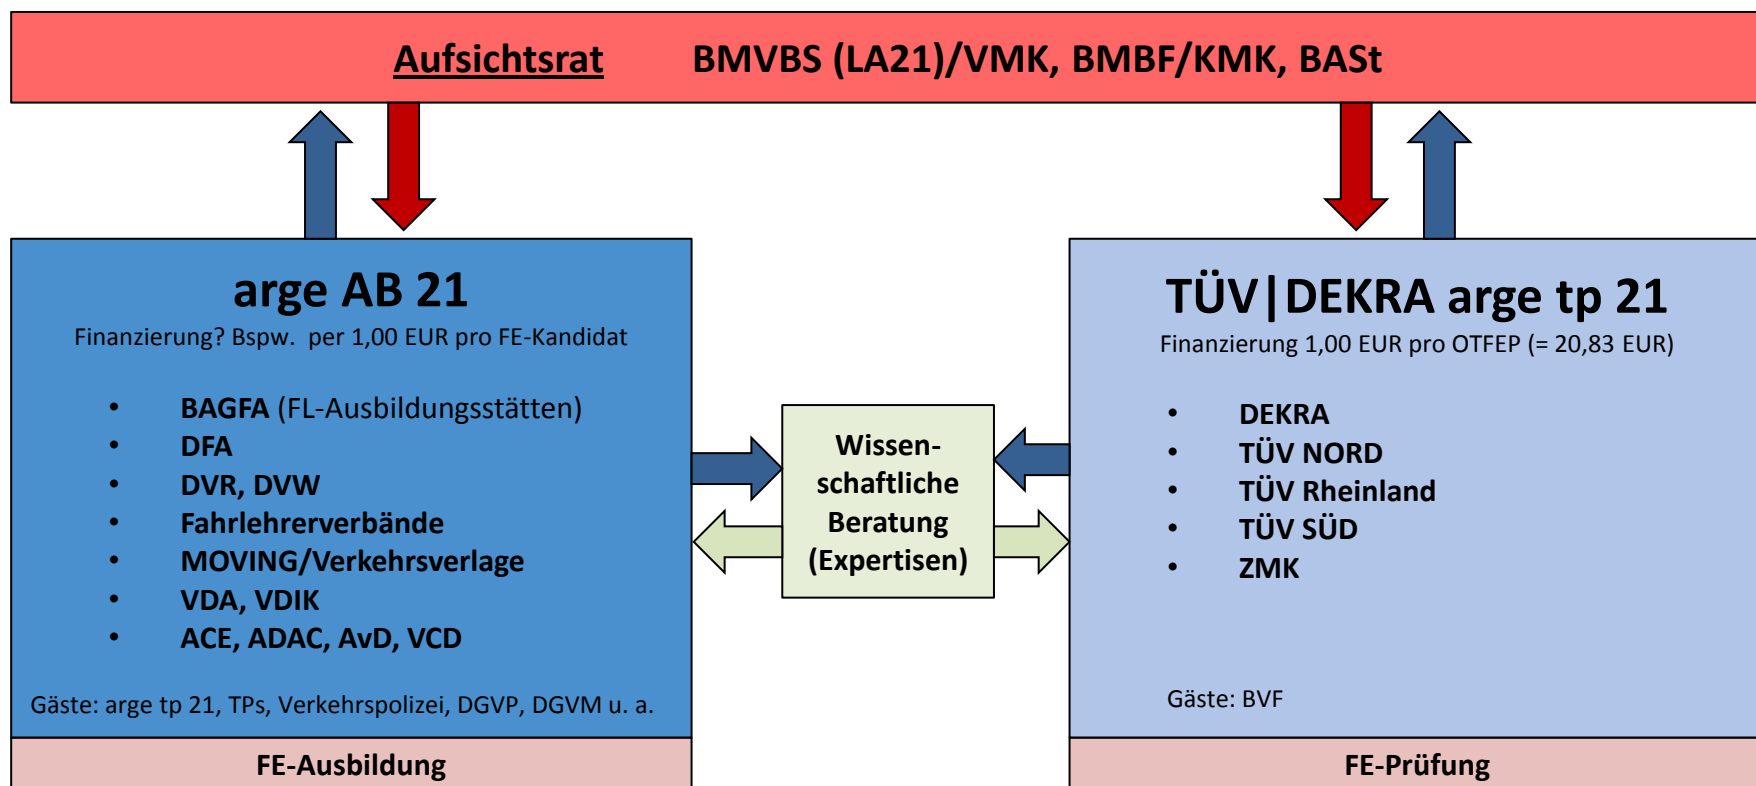 Aufsichtsrat BMVBS (LA21)/VMK, BMBF/KMK, BASt
arge AB 21
Finanzierung? Bspw. per 1,00 EUR pro FE-Kandidat
• BAGFA (FL-Ausbildungsstätten)
• DFA
• DVR, DVW
• Fahrlehrerverbände
• MOVING/Verkehrsverlage
• VDA, VDIK
• ACE, ADAC, AvD, VCD
Gäste: arge tp 21, TPs, Verkehrspolizei, DGVP, DGVM u. a.
FE-Ausbildung
Wissen-
schaftliche
Beratung
(Expertisen)
TÜV|DEKRA arge tp 21
Finanzierung 1,00 EUR pro OTFEP (= 20,83 EUR)
• DEKRA
• TÜV NORD
• TÜV Rheinland
• TÜV SÜD
• ZMK
Gäste: BVF
FE-Prüfung